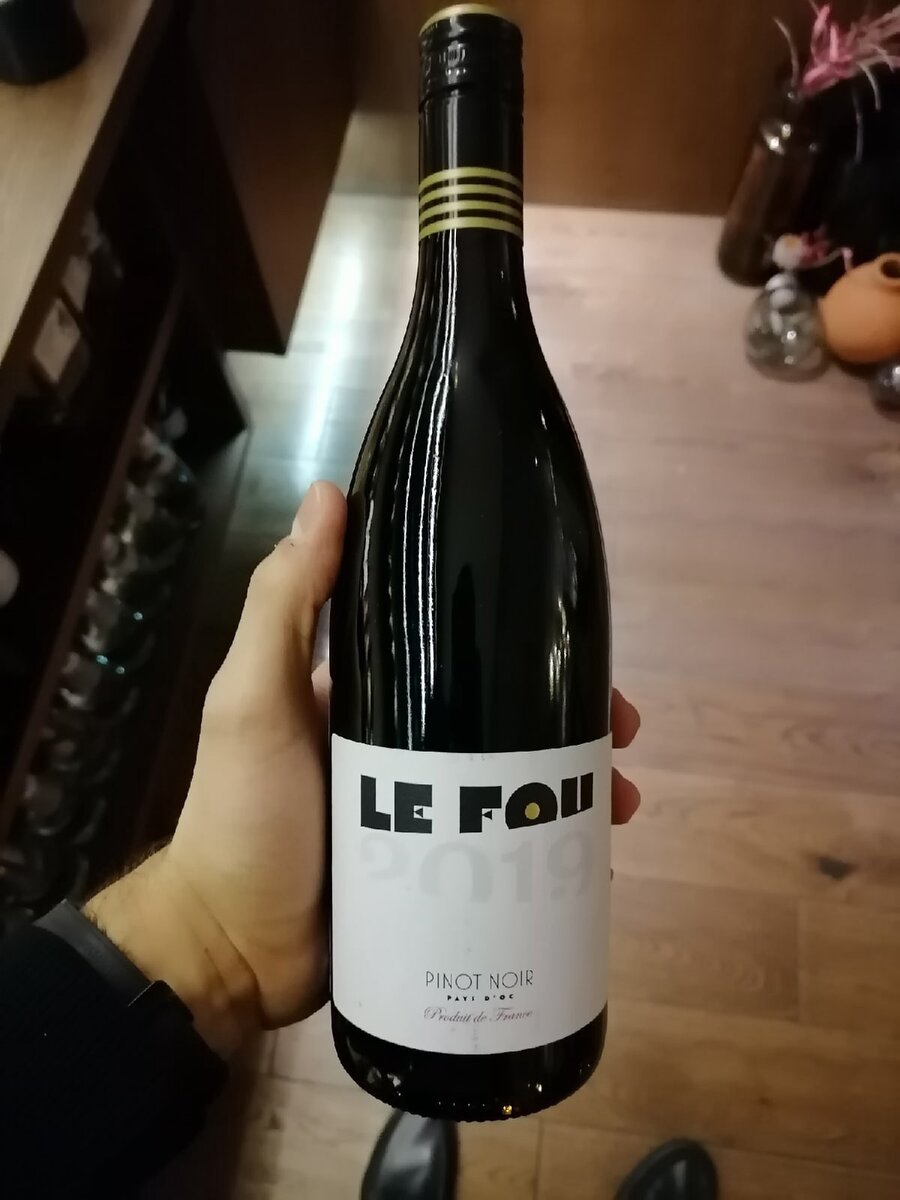 LE FOU
2019
PINOT NOIR
PAYS D'OC
Produit de France